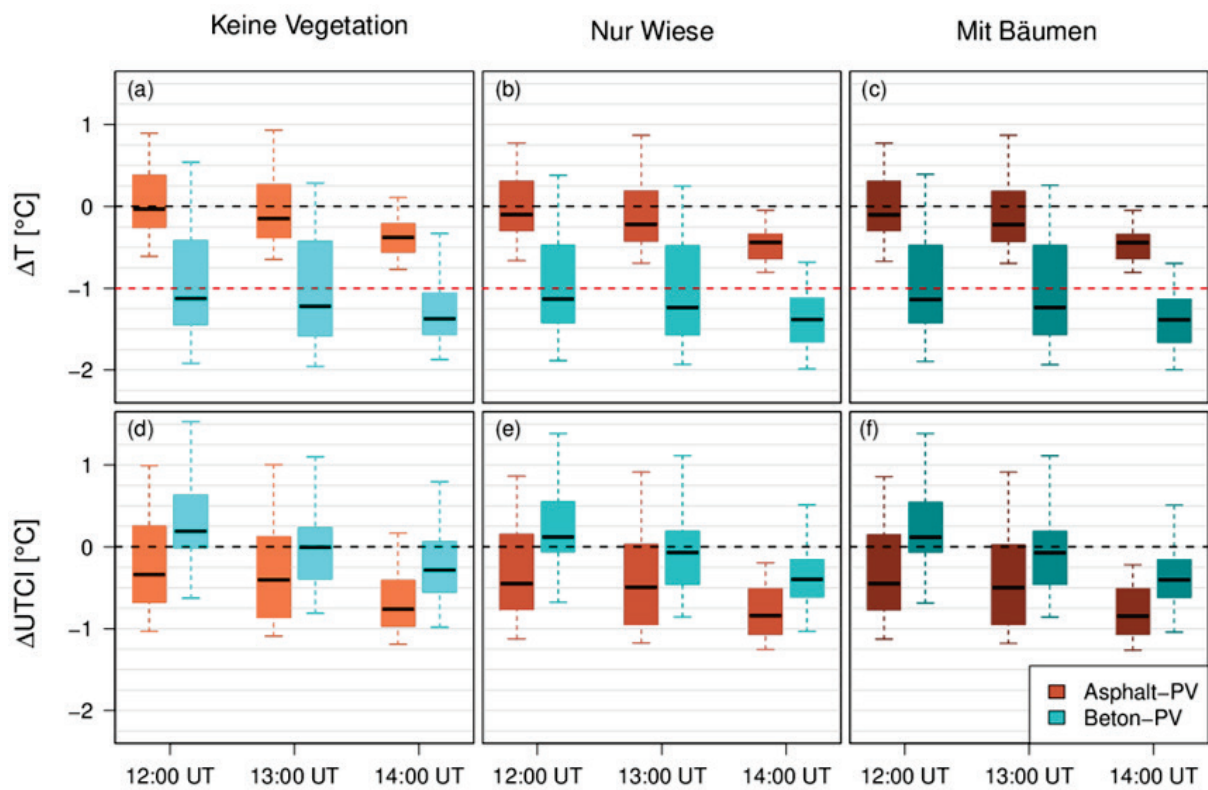 Keine Vegetation Nur Wiese Mit Bäumen
(a) (b) (c)
1
0
-1
-2
ΔT [°C]
(d) (e) (f)
1
0
-1
-2
ΔUTCI [°C]
Asphalt-PV
Beton-PV
12:00 UT 13:00 UT 14:00 UT 12:00 UT 13:00 UT 14:00 UT 12:00 UT 13:00 UT 14:00 UT